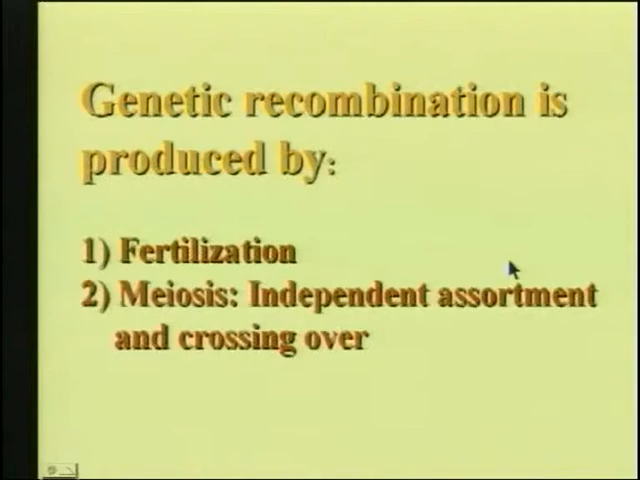 Genetic recombination is
produced by:
1) Fertilization
2) Meiosis: Independent assortment
and crossing over